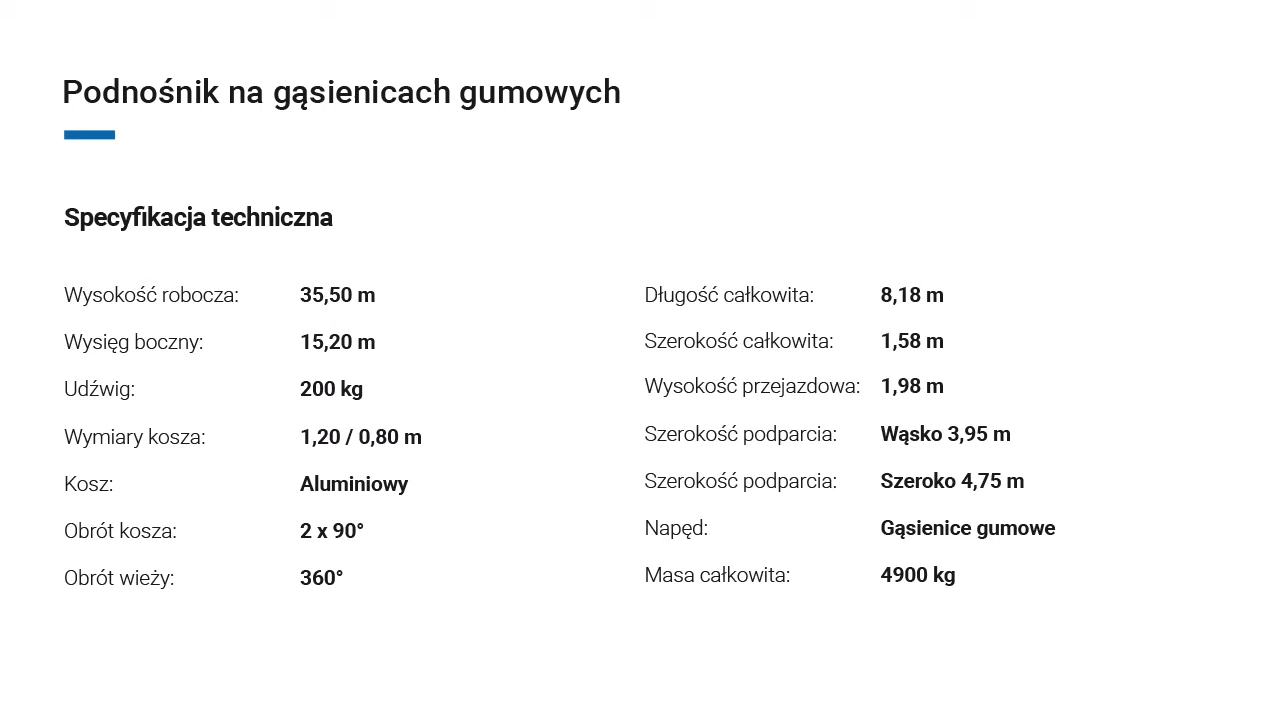 Podnośnik na gąsienicach gumowych
Specyfikacja techniczna
Wysokość robocza: 35,50 m
Wysięg boczny: 15,20 m
Udźwig: 200 kg
Wymiary kosza: 1,20 / 0,80 m
Kosz: Aluminiowy
Obrót kosza: 2 x 90°
Obrót wieży: 360°
Długość całkowita: 8,18 m
Szerokość całkowita: 1,58 m
Wysokość przejazdowa: 1,98 m
Szerokość podparcia: Wąsko 3,95 m
Szerokość podparcia: Szeroko 4,75 m
Napęd: Gąsienice gumowe
Masa całkowita: 4900 kg